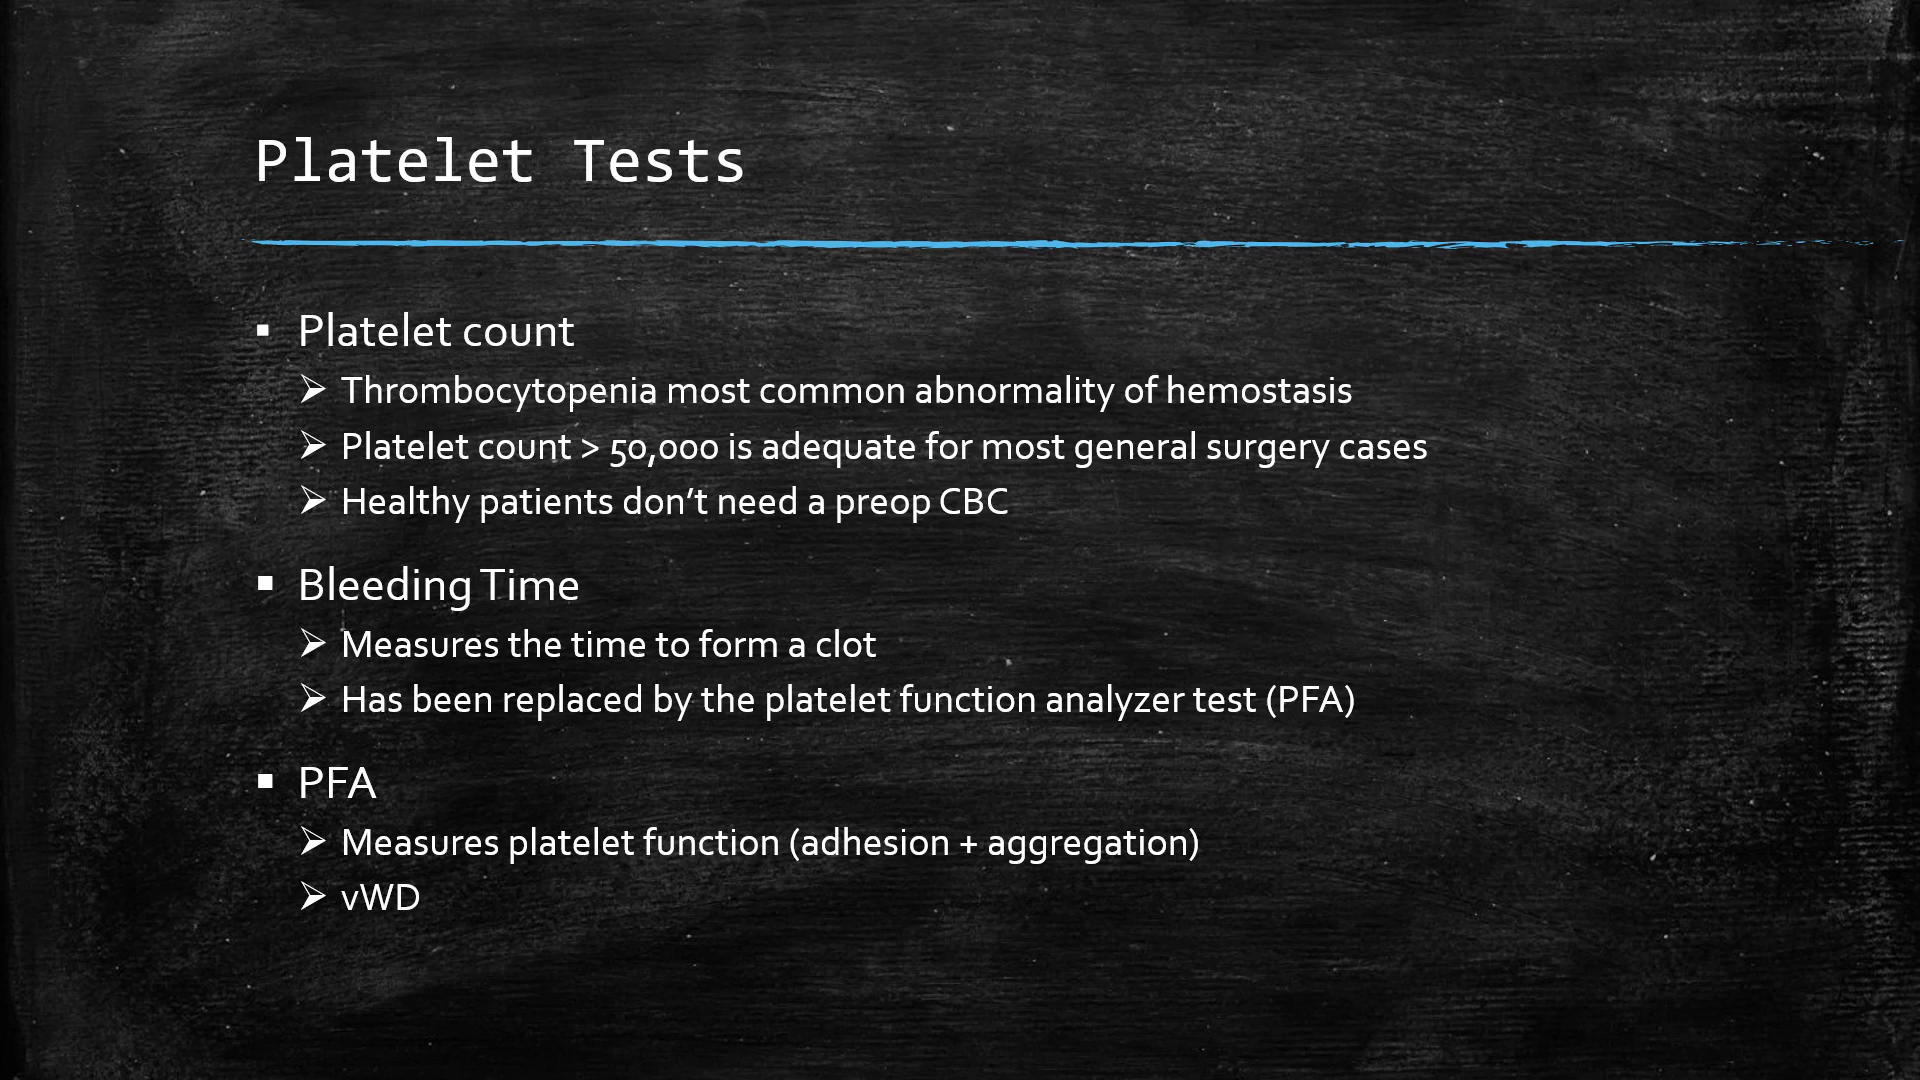 Platelet Tests
▪ Platelet count
➢ Thrombocytopenia most common abnormality of hemostasis
➢ Platelet count > 50,000 is adequate for most general surgery cases
➢ Healthy patients don’t need a preop CBC
▪ Bleeding Time
➢ Measures the time to form a clot
➢ Has been replaced by the platelet function analyzer test (PFA)
▪ PFA
➢ Measures platelet function (adhesion + aggregation)
➢ vWD